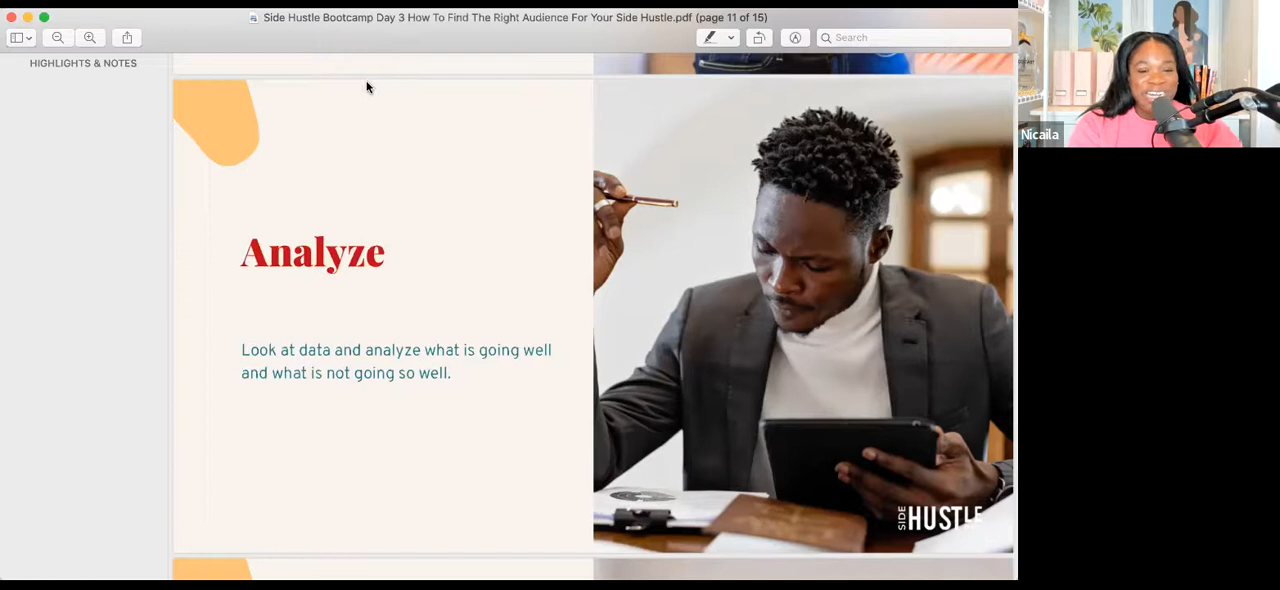 Side Hustle Bootcamp Day 3 How To Find The Right Audience For Your Side Hustle.pdf (page 11 of 15)
Search
HIGHLIGHTS & NOTES
Nicaila
Analyze
Look at data and analyze what is going well
and what is not going so well.
SIDE HUSTLE